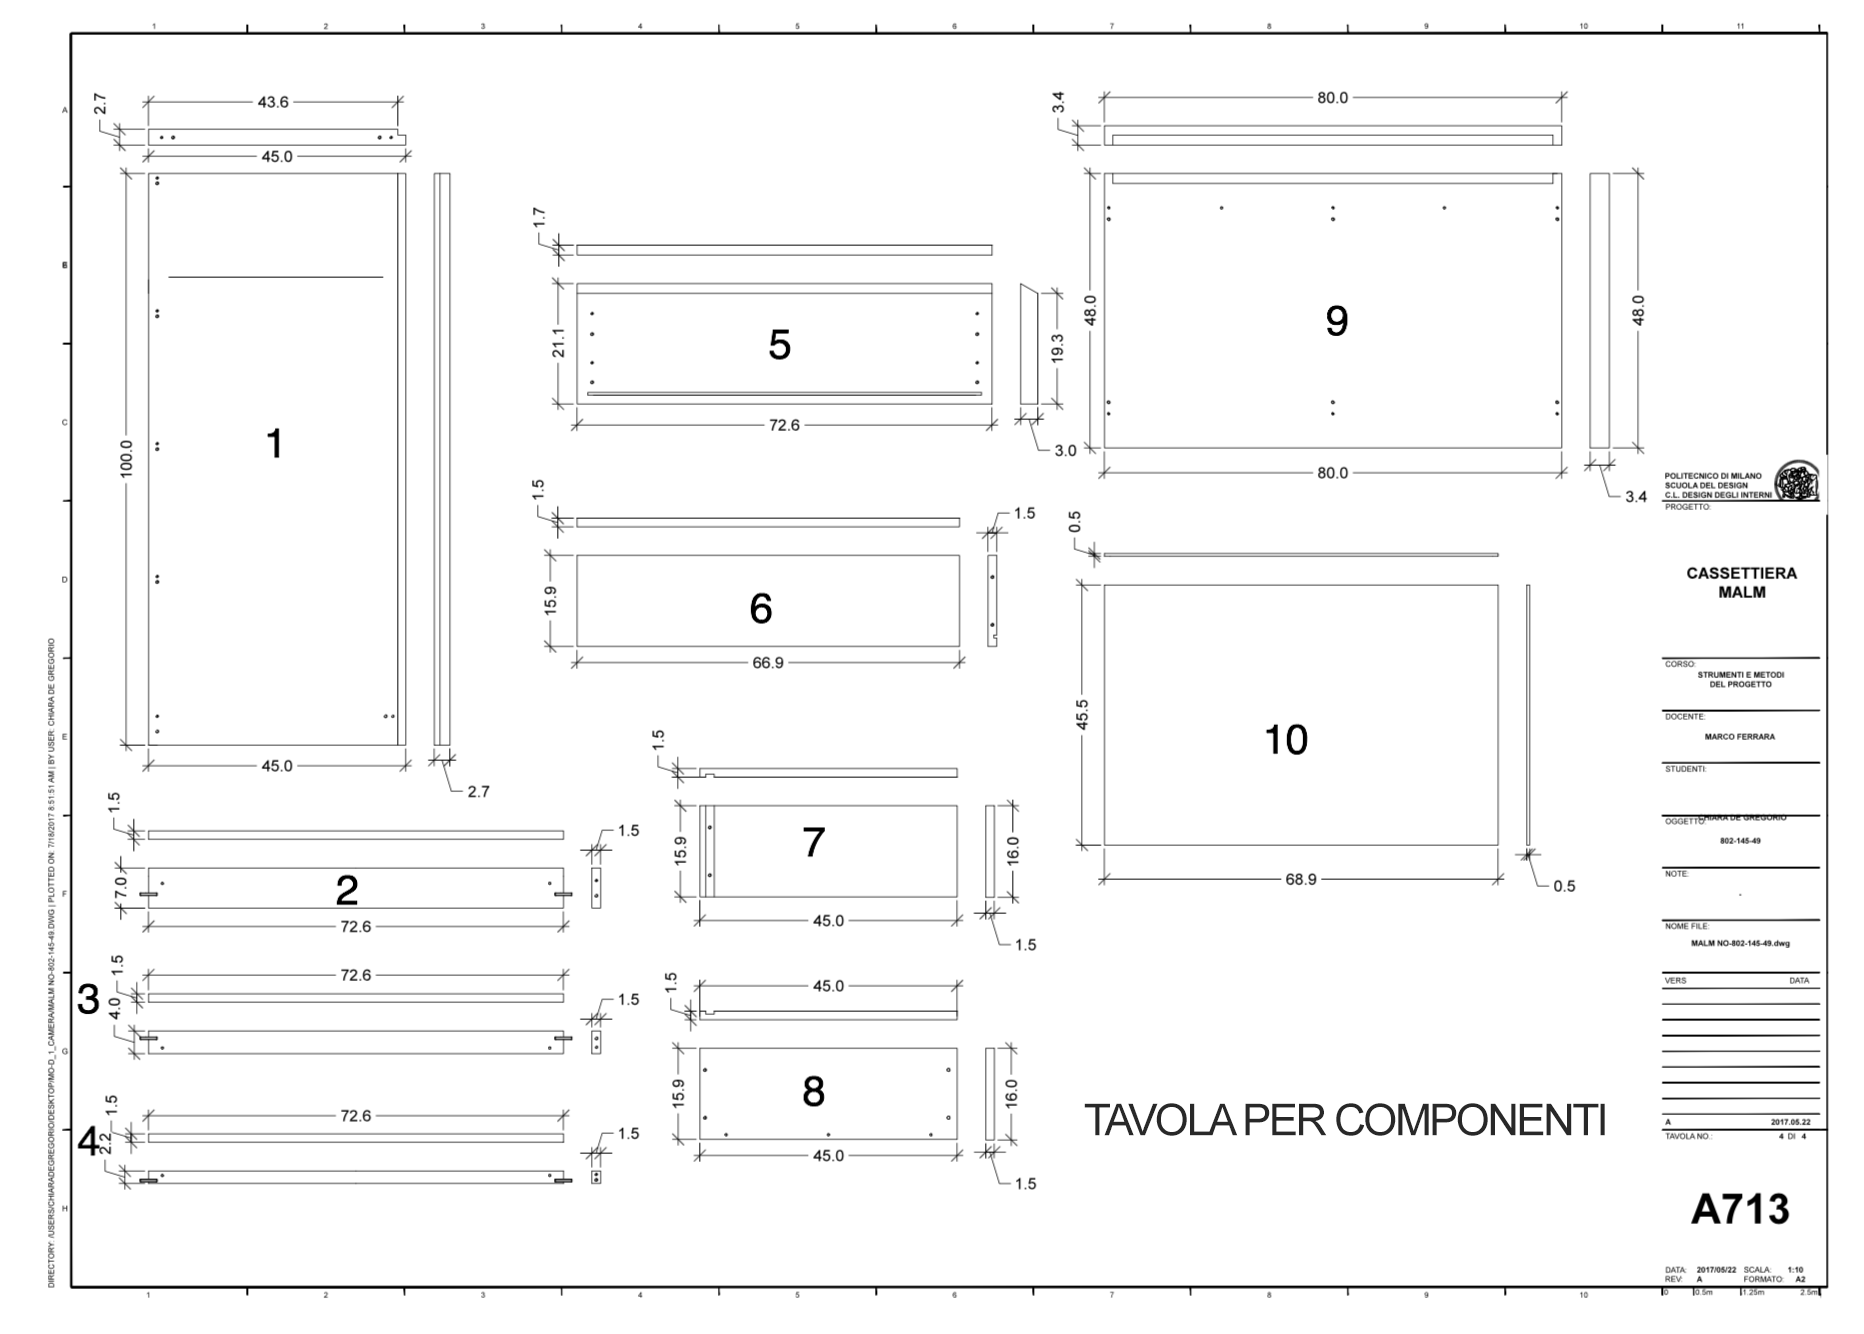 1 2 3 4 5 6 7 8 9 10 11
A
B
C
D
E
F
G
H
43.6
2.7
45.0
100.0
1
45.0
2.7
1.5
1.5
7.0
2
72.6
72.6
1.5
3
4.0
1.5
72.6
1.5
4
2.2
1.5
1.7
21.1
5
19.3
72.6
3.0
1.5
1.5
15.9
6
66.9
1.5
15.9
7
16.0
45.0
1.5
45.0
1.5
15.9
8
16.0
45.0
1.5
80.0
3.4
48.0
9
48.0
80.0
3.4
0.5
45.5
10
68.9
0.5
TAVOLA PER COMPONENTI
POLITECNICO DI MILANO
SCUOLA DEL DESIGN
C.L. DESIGN DEGLI INTERNI
PROGETTO:
CASSETTIERA
MALM
CORSO:
STRUMENTI E METODI
DEL PROGETTO
DOCENTE:
MARCO FERRARA
STUDENTI:
CHIARA DE GREGORIO
OGGETTO:
802-145-49
NOTE:
.
NOME FILE:
MALM NO-802-145-49.dwg
VERS DATA
A 2017.05.22
TAVOLA NO.: 4 DI 4
A713
DATA: 2017/05/22 SCALA: 1:10
REV: A FORMATO: A2
0 0.5m 1.25m 2.5m
1 2 3 4 5 6 7 8 9 10
DIRECTORY: /USERS/CHIARADEGREGORIO/DESKTOP/MO-D_1_CAMERA/MALM NO-802-145-49.DWG | PLOTTED ON: 7/18/2017 8:51:51 AM | BY USER: CHIARA DE GREGORIO